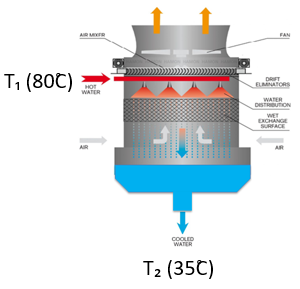 AIR MIXER
FAN
T₁ (80℃)
HOT
WATER
DRIFT
ELIMINATORS
WATER
DISTRIBUTION
WET
EXCHANGE
SURFACE
AIR
AIR
COOLED
WATER
T₂ (35℃)